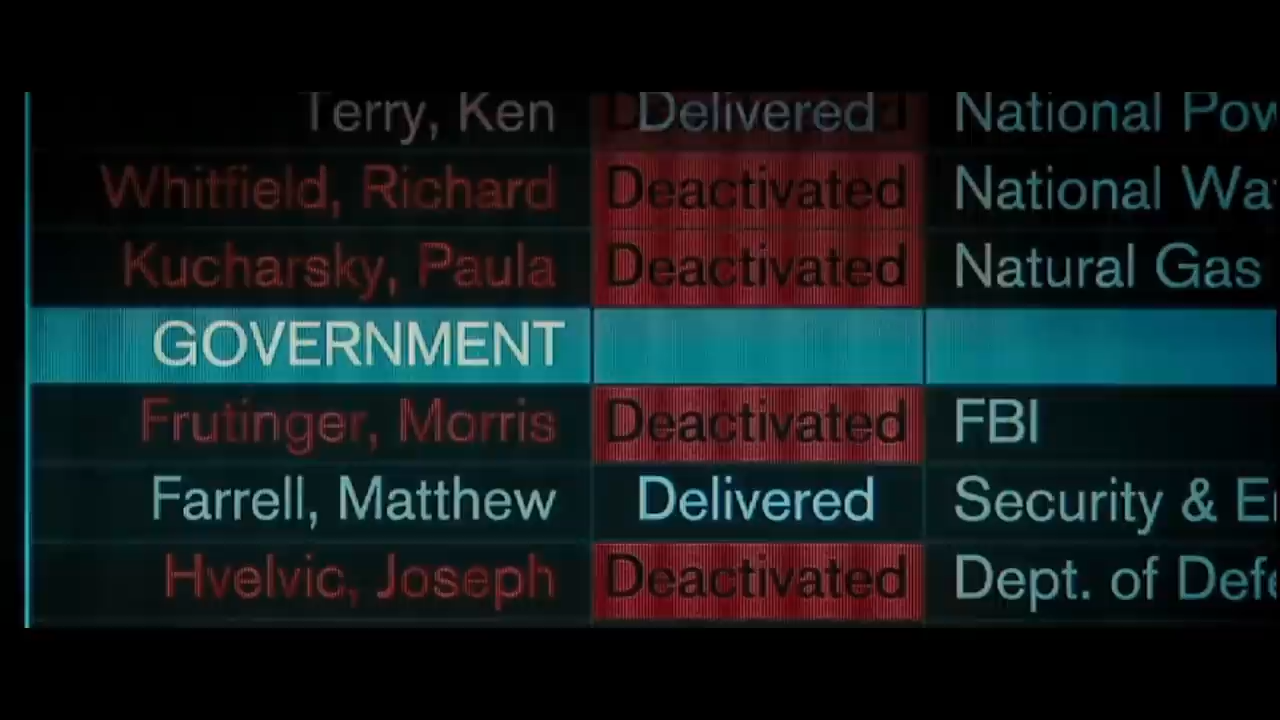 Terry, Ken Delivered National Pow
Whitfield, Richard Deactivated National Wa
Kucharsky, Paula Deactivated Natural Gas
GOVERNMENT
Frutinger, Morris Deactivated FBI
Farrell, Matthew Delivered Security & E
Hvelvic, Joseph Deactivated Dept. of Defe